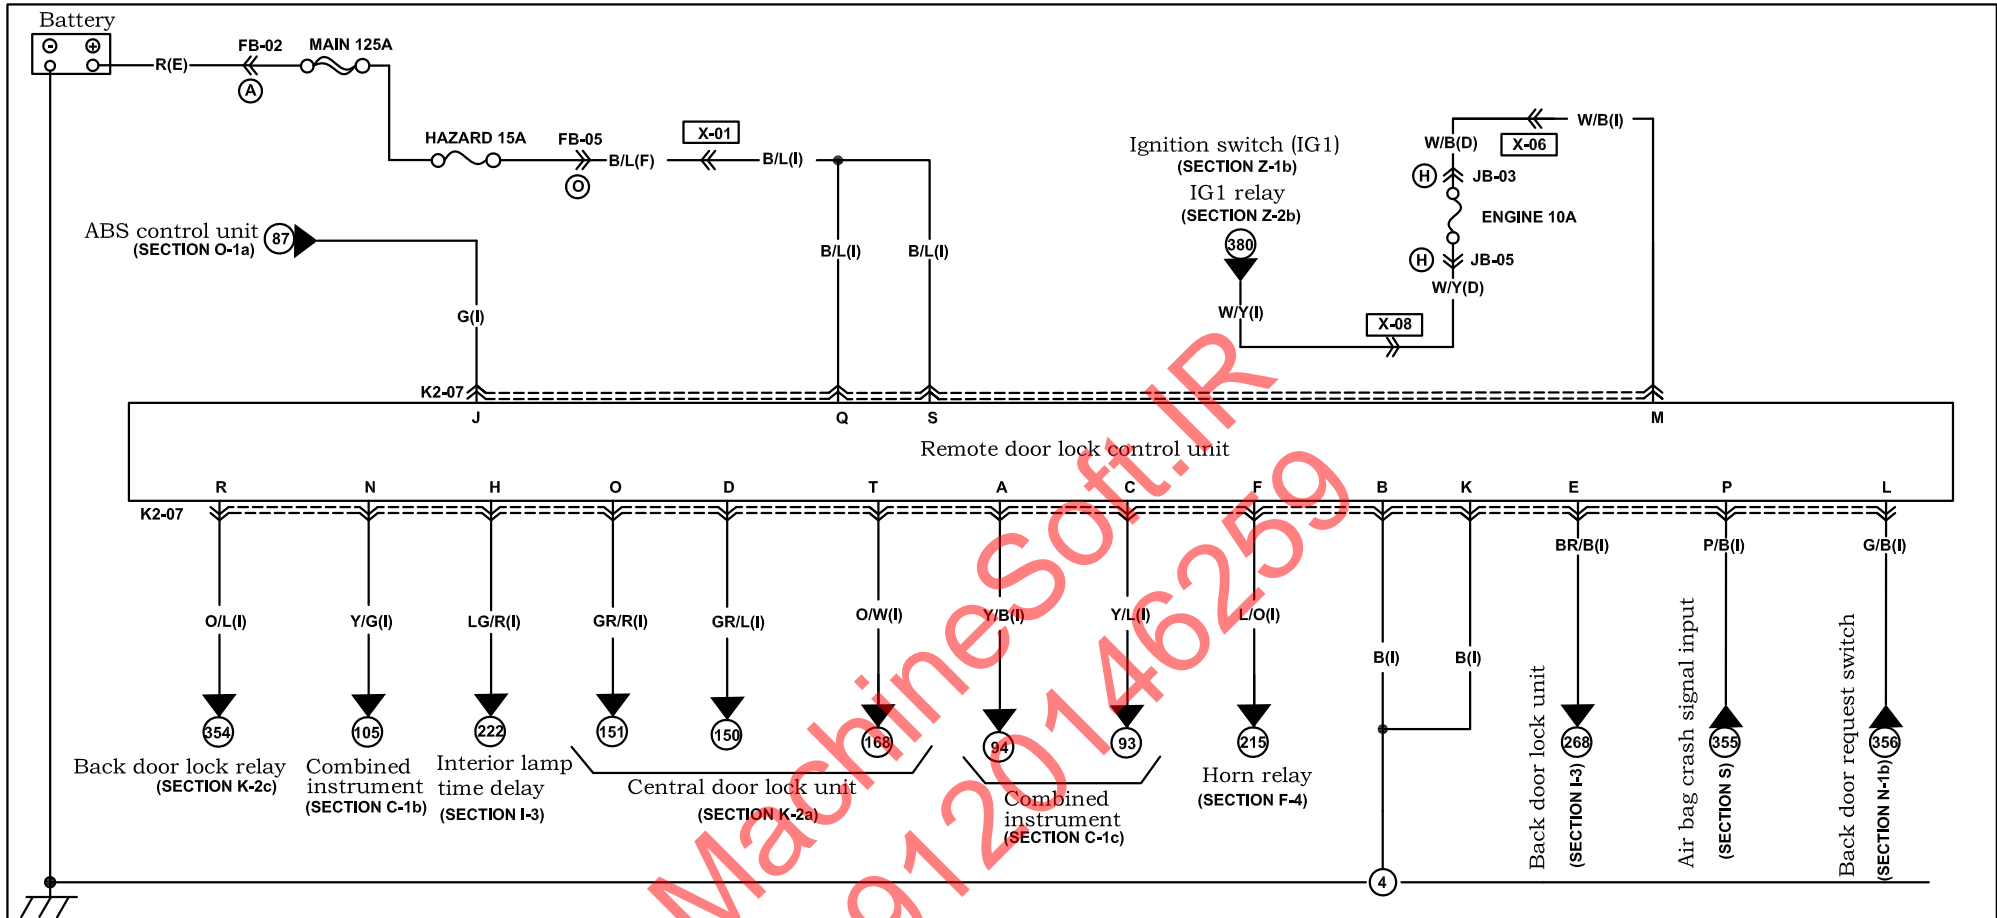 Battery
FB-02
MAIN 125A
R(E)
A
HAZARD 15A
FB-05
X-01
B/L(F)
B/L(I)
O
Ignition switch (IG1)
(SECTION Z-1b)
IG1 relay
(SECTION Z-2b)
380
W/Y(I)
X-08
W/B(I)
X-06
W/B(D)
H
JB-03
ENGINE 10A
H
JB-05
W/Y(D)
ABS control unit
(SECTION O-1a)
87
G(I)
B/L(I)
B/L(I)
K2-07
J
Q
S
M
Remote door lock control unit
R
N
H
O
D
T
A
C
F
B
K
E
P
L
K2-07
O/L(I)
Y/G(I)
LG/R(I)
GR/R(I)
GR/L(I)
O/W(I)
Y/B(I)
Y/L(I)
L/O(I)
B(I)
B(I)
BR/B(I)
P/B(I)
G/B(I)
354
105
222
151
150
168
94
93
215
268
355
356
Back door lock relay
(SECTION K-2c)
Combined
instrument
(SECTION C-1b)
Interior lamp
time delay
(SECTION I-3)
Central door lock unit
(SECTION K-2a)
Combined
instrument
(SECTION C-1c)
Horn relay
(SECTION F-4)
Back door lock unit
(SECTION I-3)
Air bag crash signal input
(SECTION S)
Back door request switch
(SECTION N-1b)
4
MachineSoft.IR
9120146259